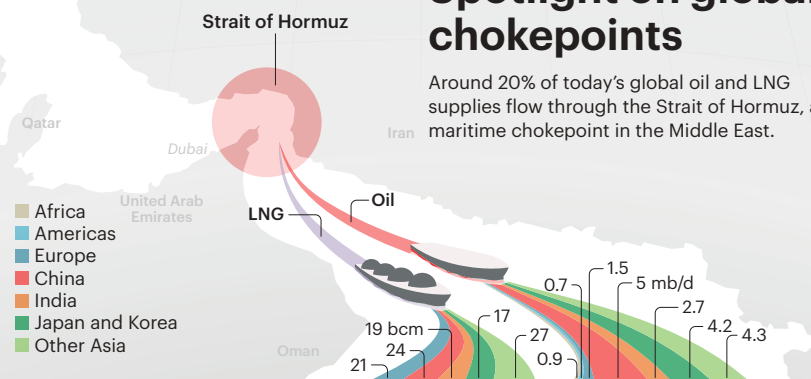 Spotlight on global
chokepoints
Around 20% of today's global oil and LNG
supplies flow through the Strait of Hormuz, a
maritime chokepoint in the Middle East.
Strait of Hormuz
Qatar
Dubai
Iran
United Arab
Emirates
Oil
LNG
Africa
Americas
Europe
China
India
Japan and Korea
Other Asia
Oman
0.7
1.5
5 mb/d
2.7
4.2
4.3
0.9
19 bcm
17
27
24
21